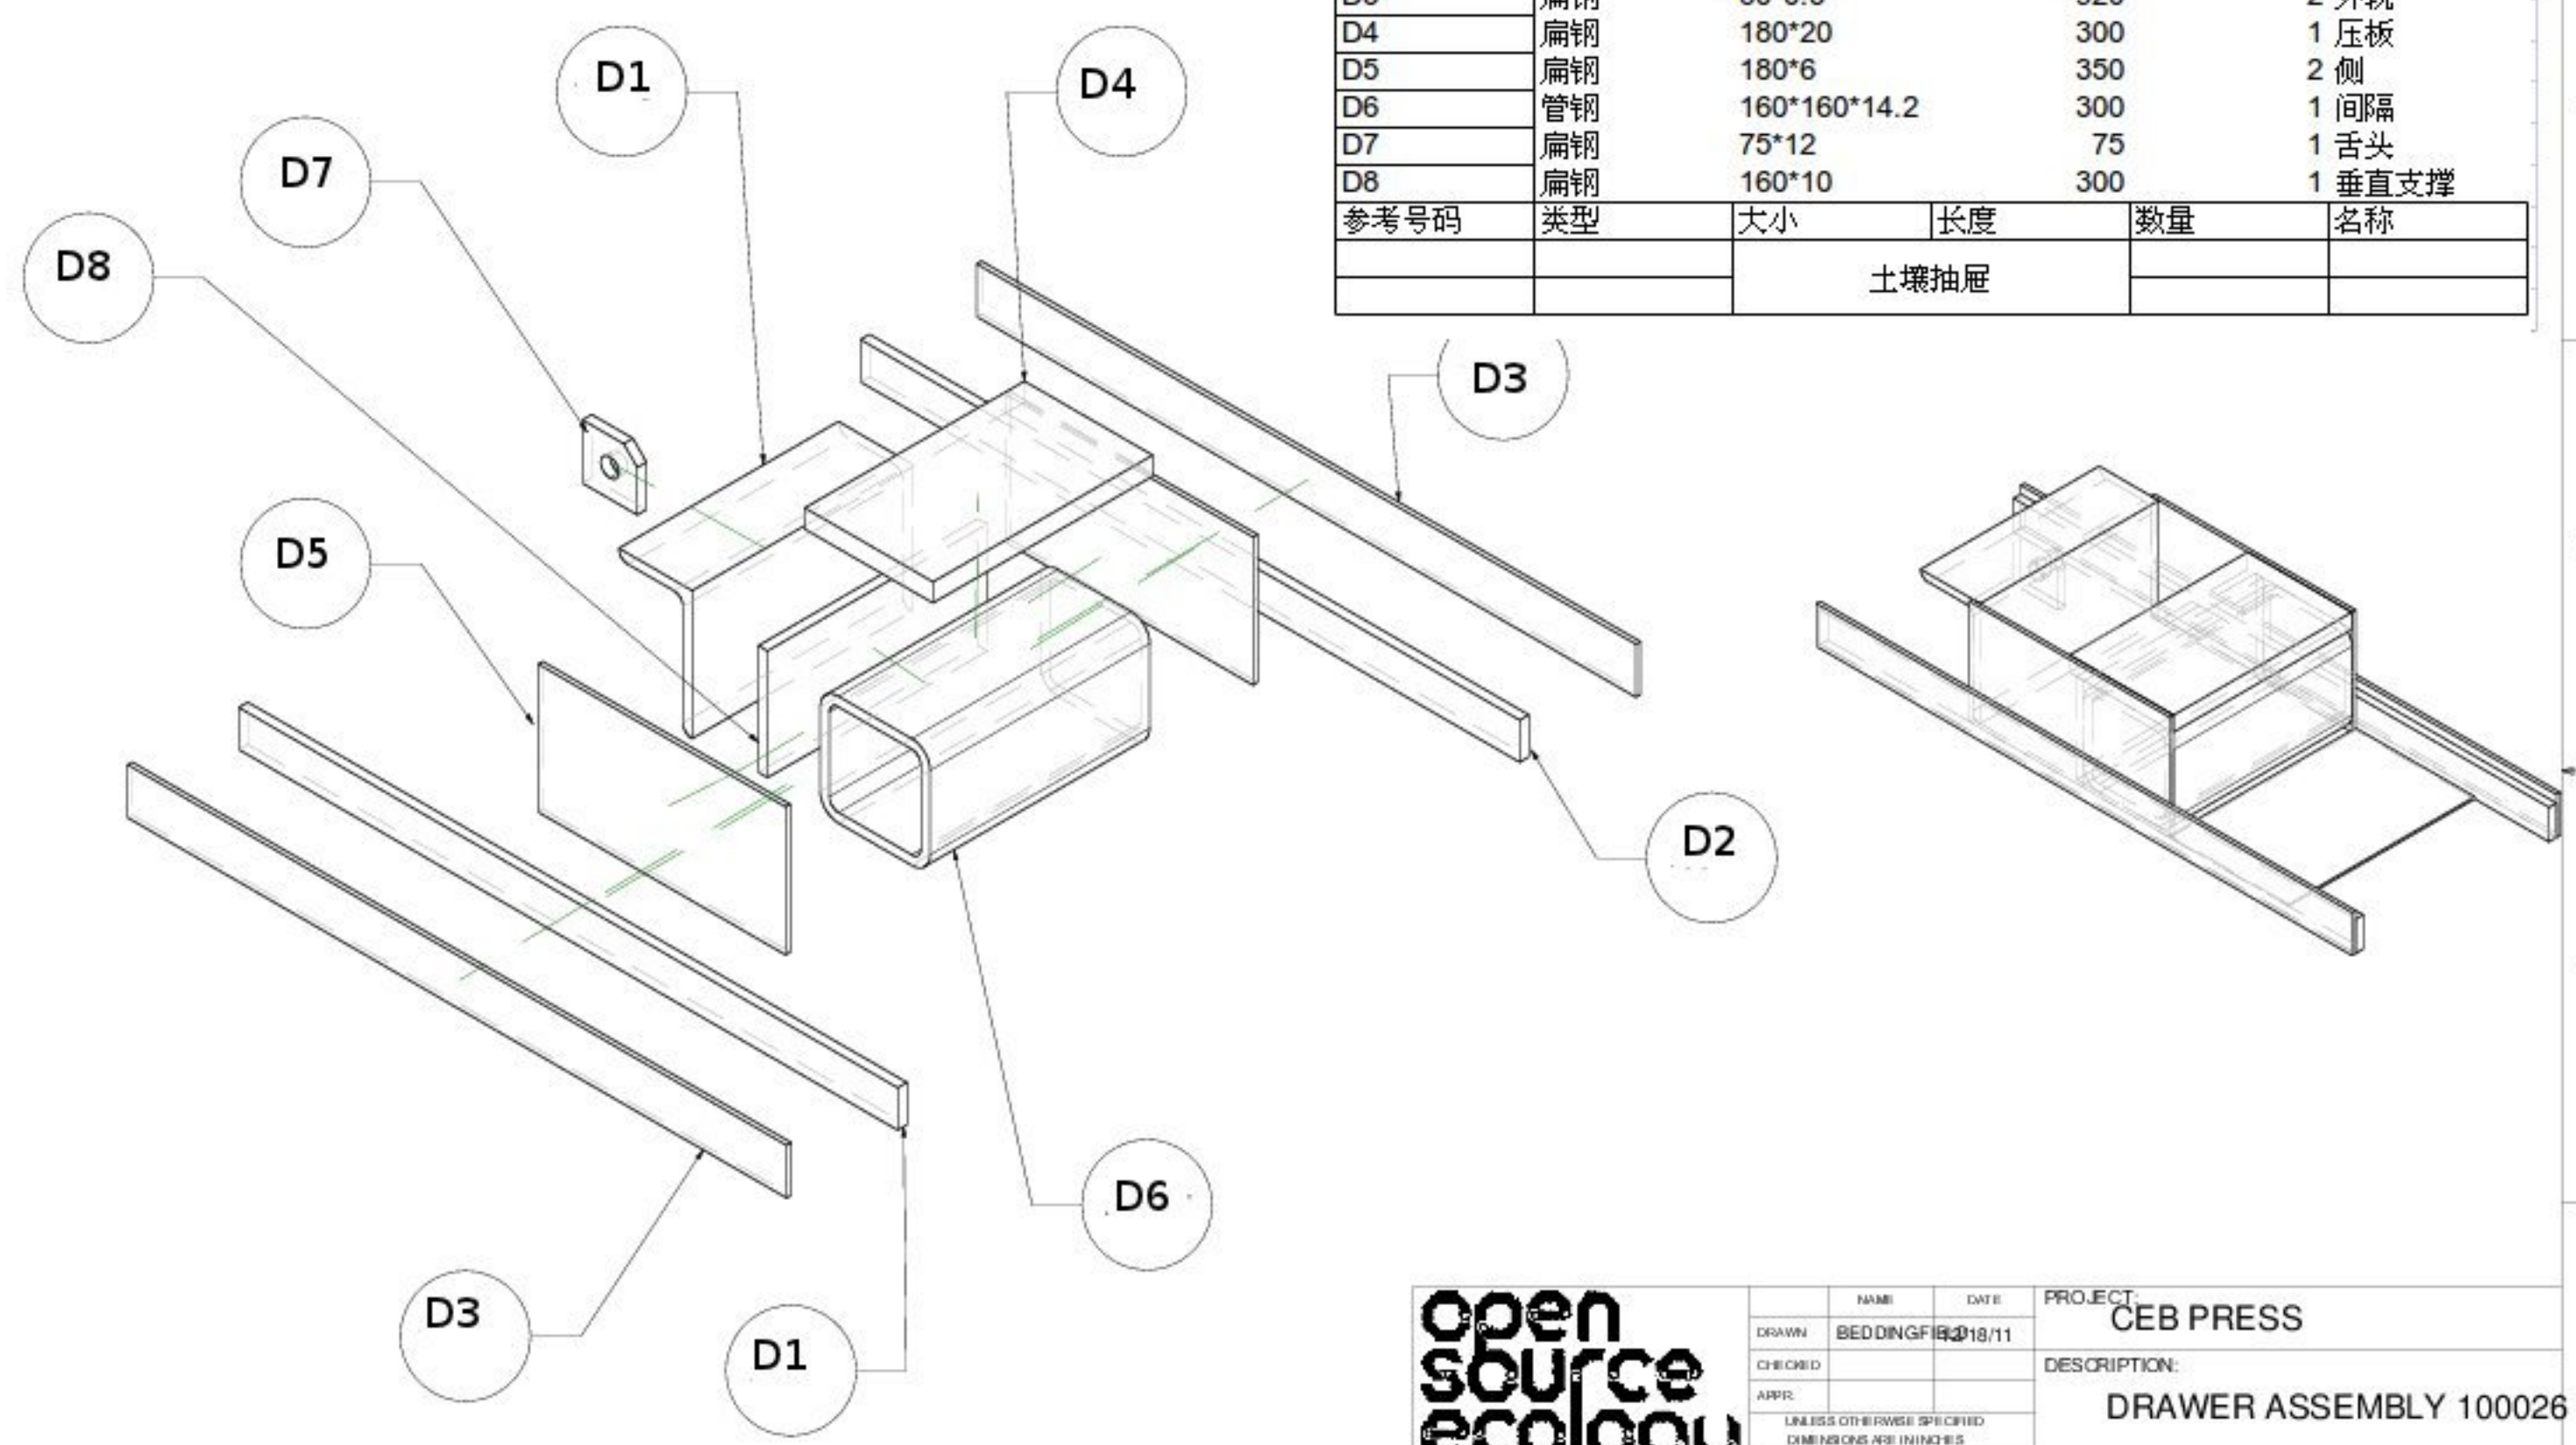 D4 扁钢 180*20 300 1 压板
D5 扁钢 180*6 350 2 侧
D6 管钢 160*160*14.2 300 1 间隔
D7 扁钢 75*12 75 1 舌头
D8 扁钢 160*10 300 1 垂直支撑
参考号码 类型 大小 长度 数量 名称
土壤抽屉
D1
D4
D7
D8
D3
D5
D2
D6
D3
D1
open
source
ecology
NAME DATE
DRAWN BEDDINGFIELD 12/18/11
CHECKED
APPR.
UNLESS OTHERWISE SPECIFIED
DIMENSIONS ARE IN INCHES
PROJECT:
CEB PRESS
DESCRIPTION:
DRAWER ASSEMBLY 100026